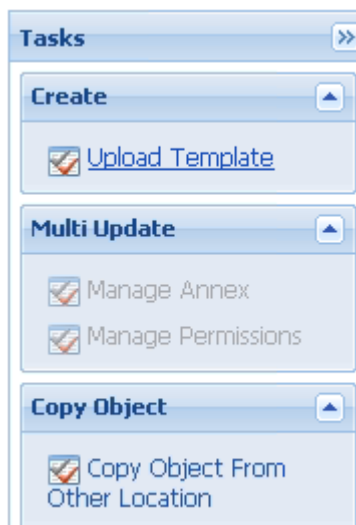 Tasks
Create
Upload Template
Multi Update
Manage Annex
Manage Permissions
Copy Object
Copy Object From
Other Location